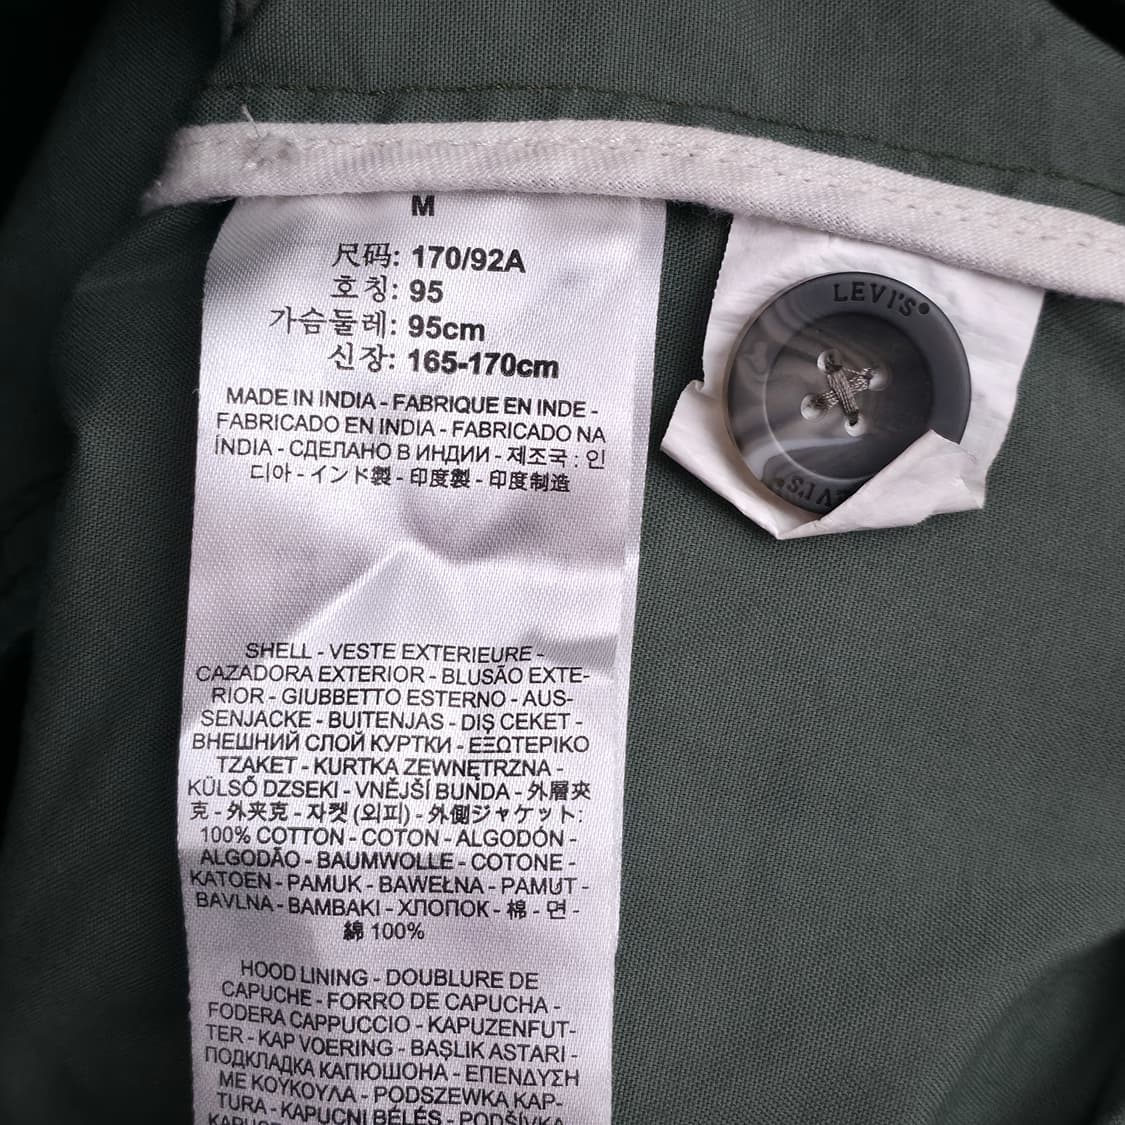 M
尺码: 170/92A
호칭: 95
가슴둘레: 95cm
신장: 165-170cm
MADE IN INDIA - FABRIQUE EN INDE -
FABRICADO EN INDIA - FABRICADO NA
ÍNDIA - СДЕЛАНО В ИНДИИ - 제조국 : 인
디아 - インド製 - 印度製 - 印度制造
SHELL - VESTE EXTERIEURE -
CAZADORA EXTERIOR - BLUSÃO EXTE-
RIOR - GIUBBETTO ESTERNO - AUS-
SENJACKE - BUITENJAS - DIŞ CEKET -
ВНЕШНИЙ СЛОЙ КУРТКИ - ΕΞΩΤΕΡΙΚΟ
TZAKET - KURTKA ZEWNĘTRZNA -
KÜLSŐ DZSEKI - VNĚJŠÍ BUNDA - 外層夾
克 - 外夹克 - 자켓 (외피) - 外側ジャケット:
100% COTTON - COTON - ALGODÓN -
ALGODÃO - BAUMWOLLE - COTONE -
KATOEN - PAMUK - BAWEŁNA - PAMUT -
BAVLNA - BAMBAKI - ХЛОПОК - 棉 - 면 -
綿 100%
HOOD LINING - DOUBLURE DE
CAPUCHE - FORRO DE CAPUCHA -
FODERA CAPPUCCIO - KAPUZENFUT-
TER - KAP VOERING - BAŞLIK ASTARI -
ПОДКЛАДКА КАПЮШОНА - ΕΠΕΝΔΥΣΗ
ΜΕ ΚΟΥΚΟΥΛΑ - PODSZEWKA KAP-
TURA - KAPUCNI BÉLÉS - PODŠÍVKA
LEVI'S®
LEVI'S